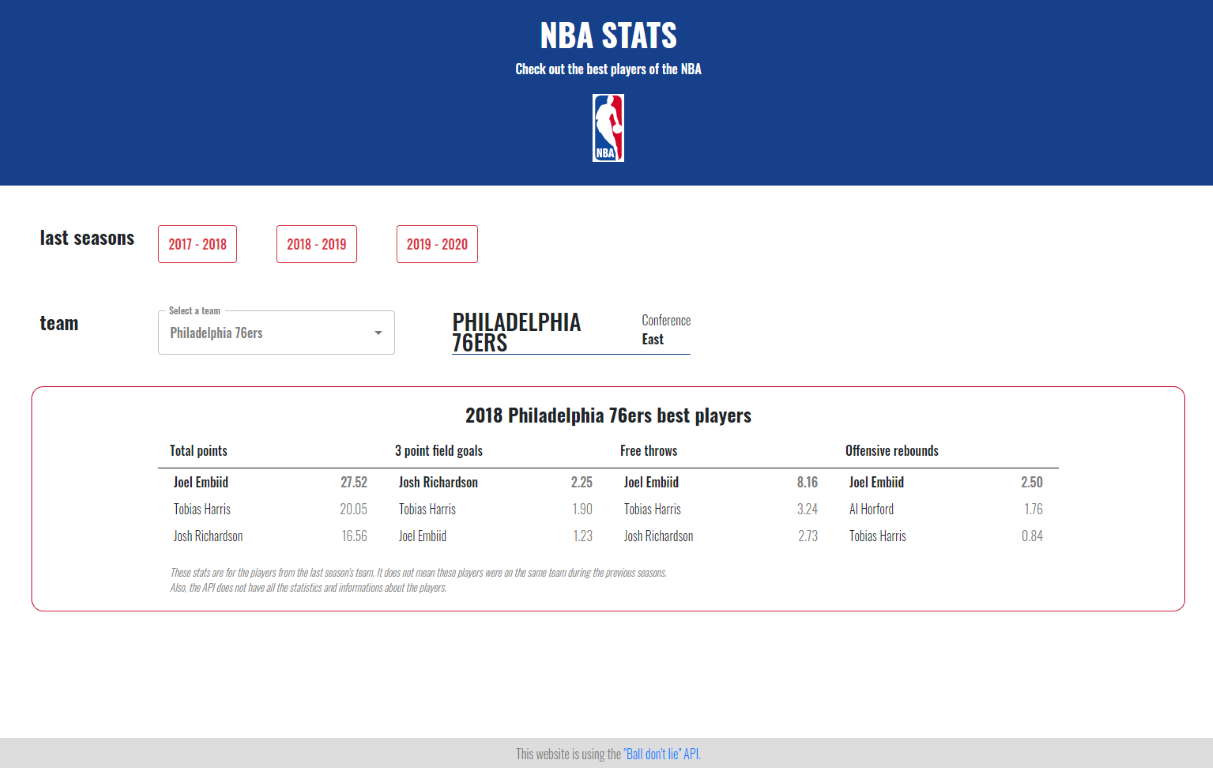 NBA STATS
Check out the best players of the NBA
NBA
last seasons
2017 - 2018
2018 - 2019
2019 - 2020
team
Select a team
Philadelphia 76ers
PHILADELPHIA
76ERS
Conference
East
2018 Philadelphia 76ers best players
Total points 3 point field goals Free throws Offensive rebounds
Joel Embiid 27.52 Josh Richardson 2.25 Joel Embiid 8.16 Joel Embiid 2.50
Tobias Harris 20.05 Tobias Harris 1.90 Tobias Harris 3.24 Al Horford 1.76
Josh Richardson 16.56 Joel Embiid 1.23 Josh Richardson 2.73 Tobias Harris 0.84
These stats are for the players from the last season's team. It does not mean these players were on the same team during the previous seasons.
Also, the API does not have all the statistics and informations about the players.
This website is using the "Ball don't lie" API.